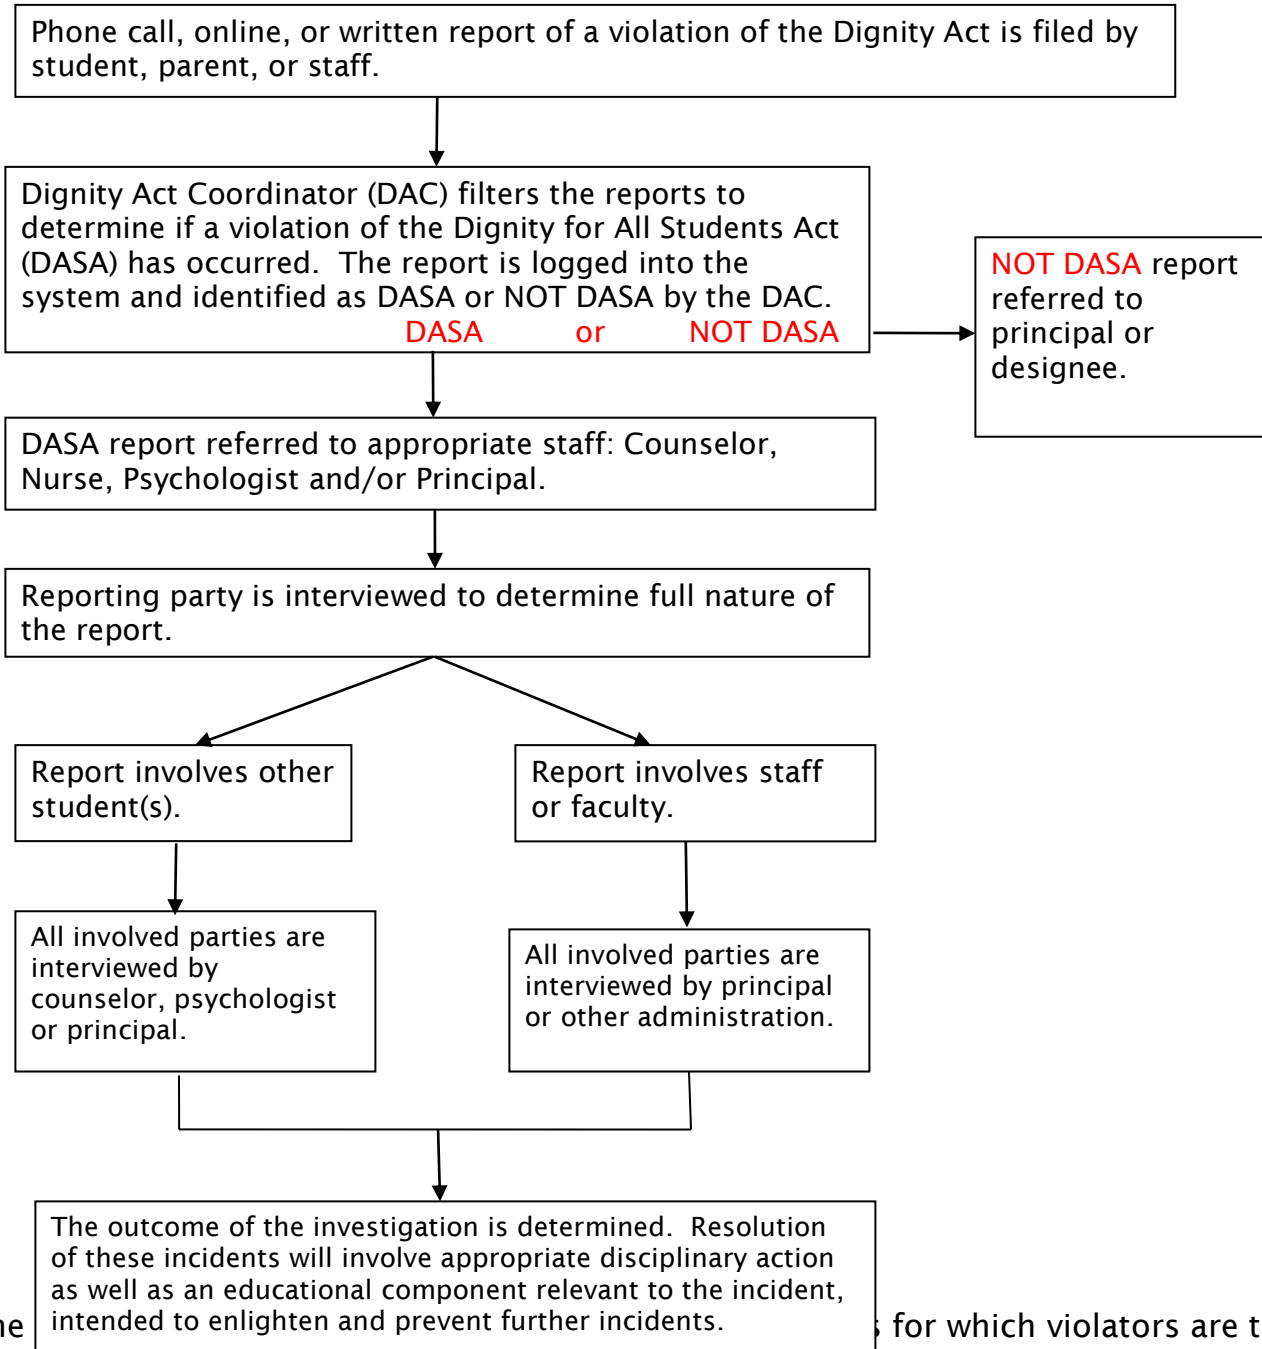 Phone call, online, or written report of a violation of the Dignity Act is filed by
student, parent, or staff.
Dignity Act Coordinator (DAC) filters the reports to
determine if a violation of the Dignity for All Students Act
(DASA) has occurred.  The report is logged into the
system and identified as DASA or NOT DASA by the DAC.
DASA or NOT DASA
NOT DASA report
referred to
principal or
designee.
DASA report referred to appropriate staff: Counselor,
Nurse, Psychologist and/or Principal.
Reporting party is interviewed to determine full nature of
the report.
Report involves other
student(s).
Report involves staff
or faculty.
All involved parties are
interviewed by
counselor, psychologist
or principal.
All involved parties are
interviewed by principal
or other administration.
The outcome of the investigation is determined.  Resolution
of these incidents will involve appropriate disciplinary action
as well as an educational component relevant to the incident,
intended to enlighten and prevent further incidents.
for which violators are